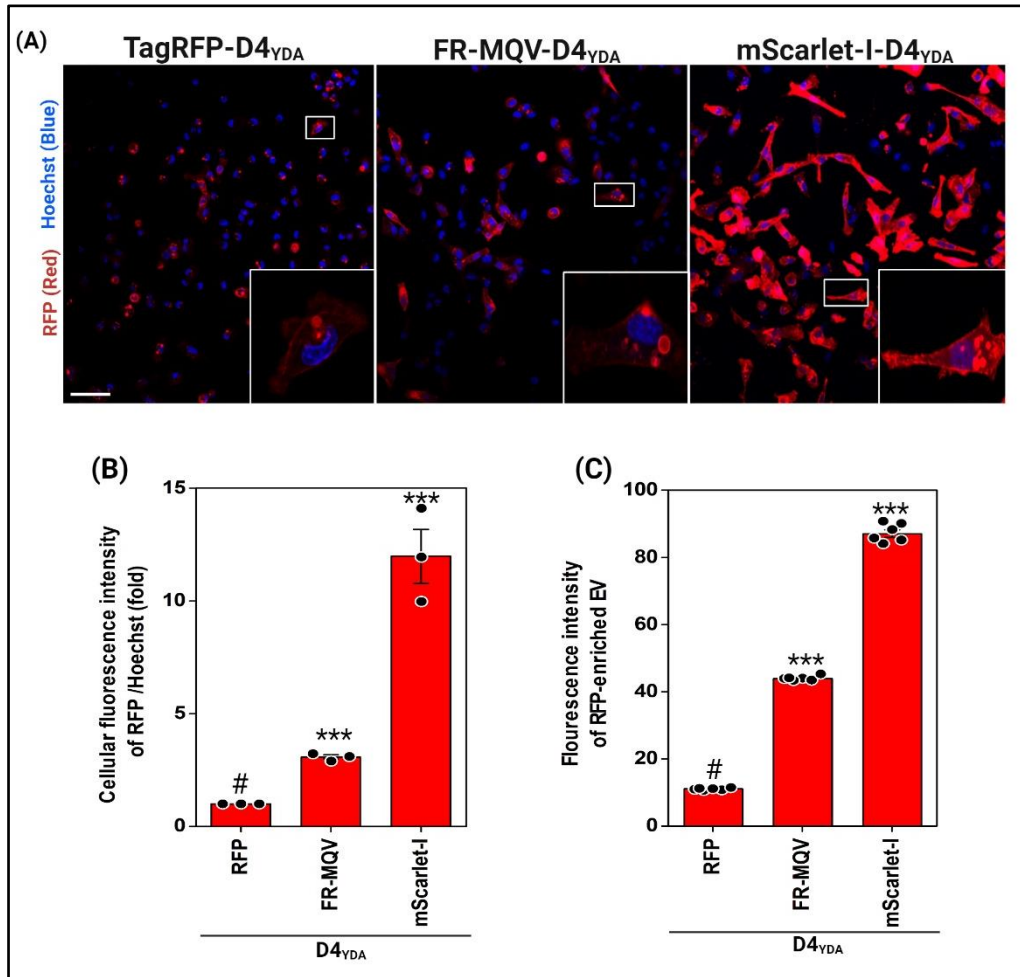 (A)
TagRFP-D4YDA
FR-MQV-D4YDA
mScarlet-I-D4YDA
RFP (Red) Hoechst (Blue)
(B)
Cellular fluorescence intensity
of RFP /Hoechst (fold)
15
10
5
0
#
***
***
RFP
FR-MQV
mScarlet-I
D4YDA
(C)
Flourescence intensity
of RFP-enriched EV
100
80
60
40
20
0
#
***
***
RFP
FR-MQV
mScarlet-I
D4YDA